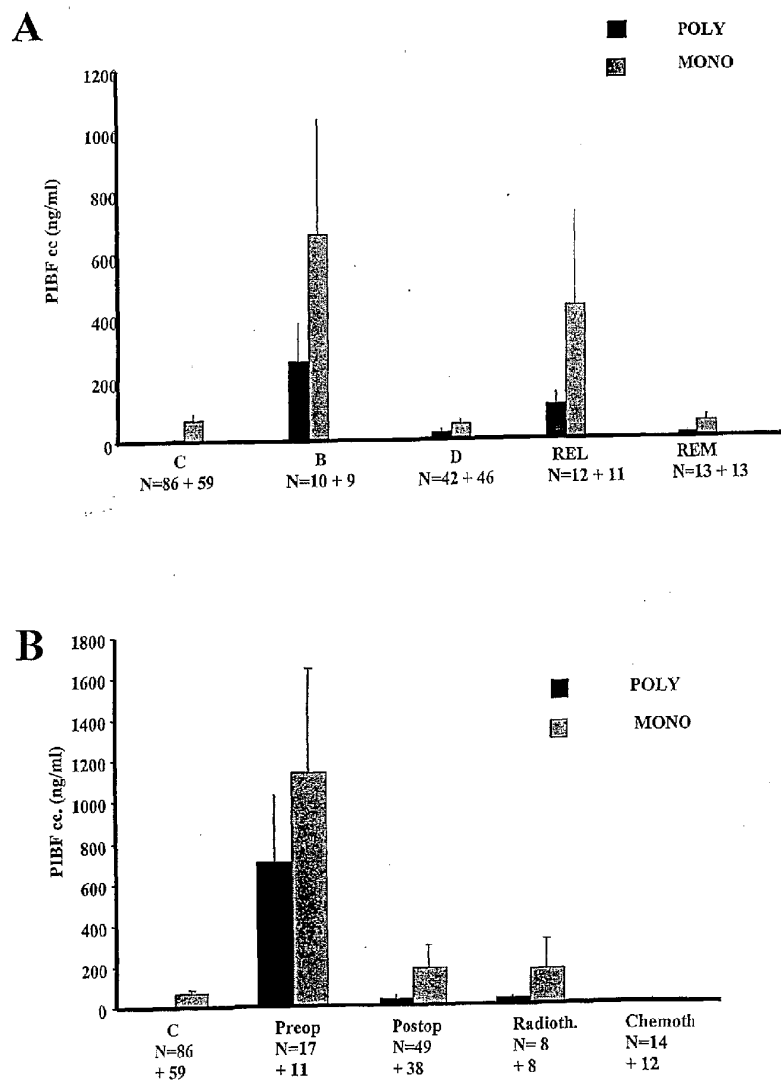 A
POLY
MONO
1200
1000
800
600
400
200
0
PIBF cc (ng/ml)
C B D REL REM
N=86 + 59 N=10 + 9 N=42 + 46 N=12 + 11 N=13 + 13
B
POLY
MONO
1800
1600
1400
1200
1000
800
600
400
200
0
PIBF cc. (ng/ml)
C Preop Postop Radioth. Chemoth
N=86 N=17 N=49 N= 8 N=14
+ 59 + 11 + 38 + 8 + 12